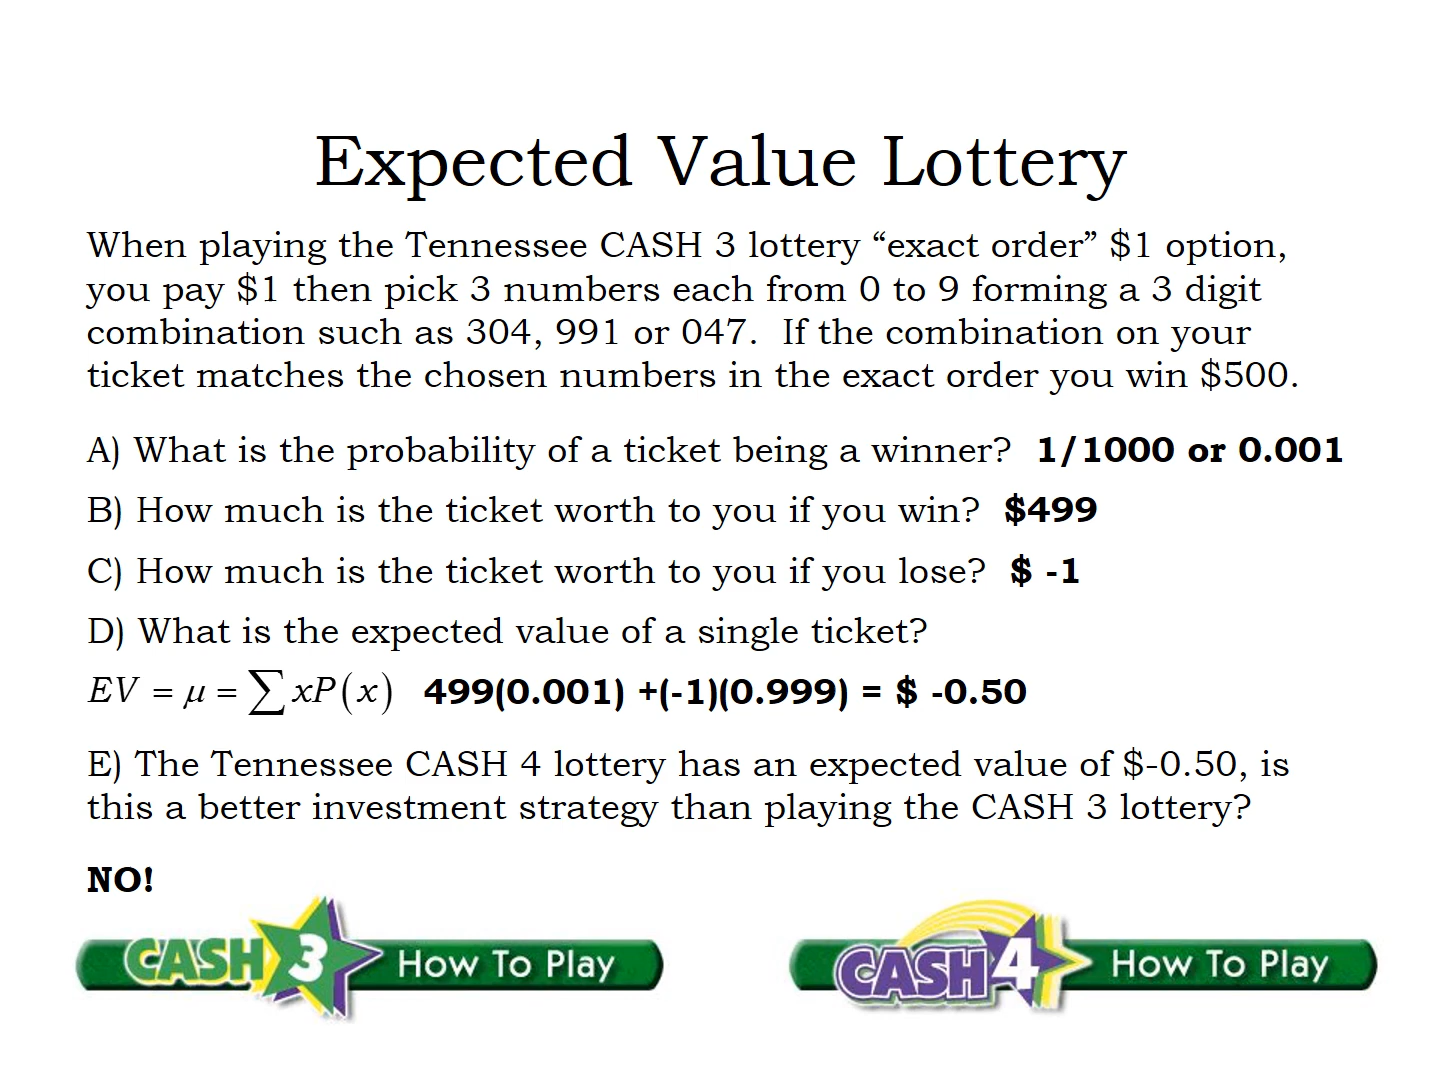 Expected Value Lottery
When playing the Tennessee CASH 3 lottery “exact order” $1 option,
you pay $1 then pick 3 numbers each from 0 to 9 forming a 3 digit
combination such as 304, 991 or 047.  If the combination on your
ticket matches the chosen numbers in the exact order you win $500.
A) What is the probability of a ticket being a winner?  1/1000 or 0.001
B) How much is the ticket worth to you if you win?  $499
C) How much is the ticket worth to you if you lose?  $ -1
D) What is the expected value of a single ticket?
EV = μ = ∑ xP(x)  499(0.001) +(-1)(0.999) = $ -0.50
E) The Tennessee CASH 4 lottery has an expected value of $-0.50, is
this a better investment strategy than playing the CASH 3 lottery?
NO!
CASH 3 How To Play
CASH 4 How To Play